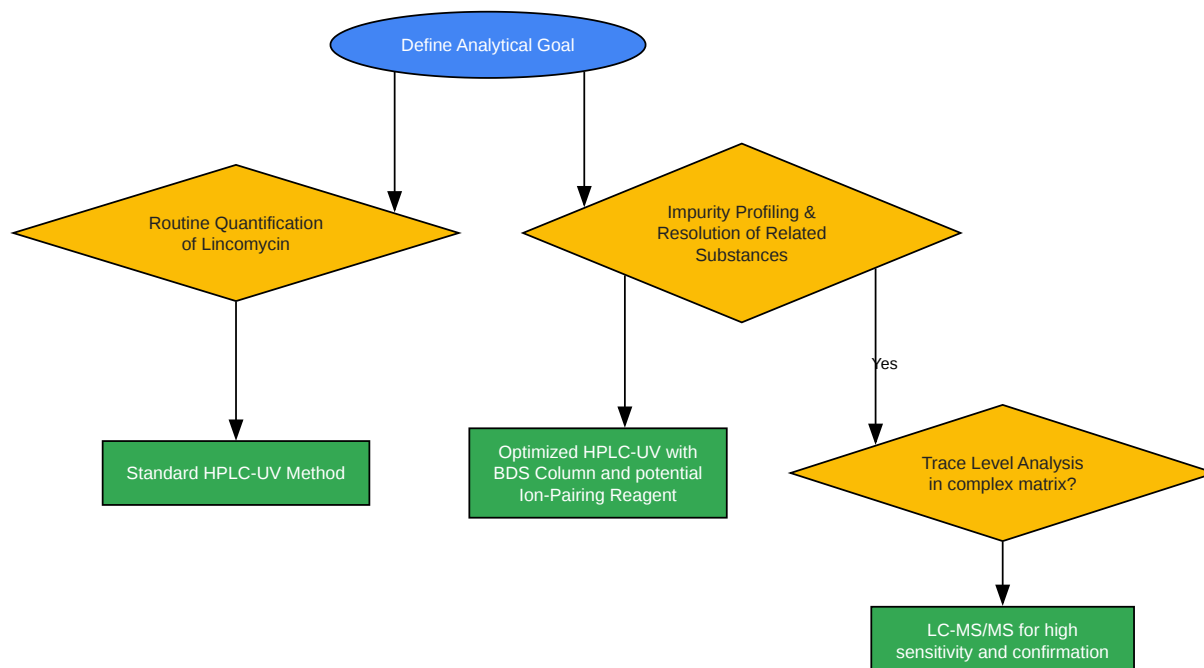 Define Analytical Goal
Routine Quantification
of Lincomycin
Impurity Profiling &
Resolution of Related
Substances
Yes
Standard HPLC-UV Method
Optimized HPLC-UV with
BDS Column and potential
Ion-Pairing Reagent
Trace Level Analysis
in complex matrix?
LC-MS/MS for high
sensitivity and confirmation